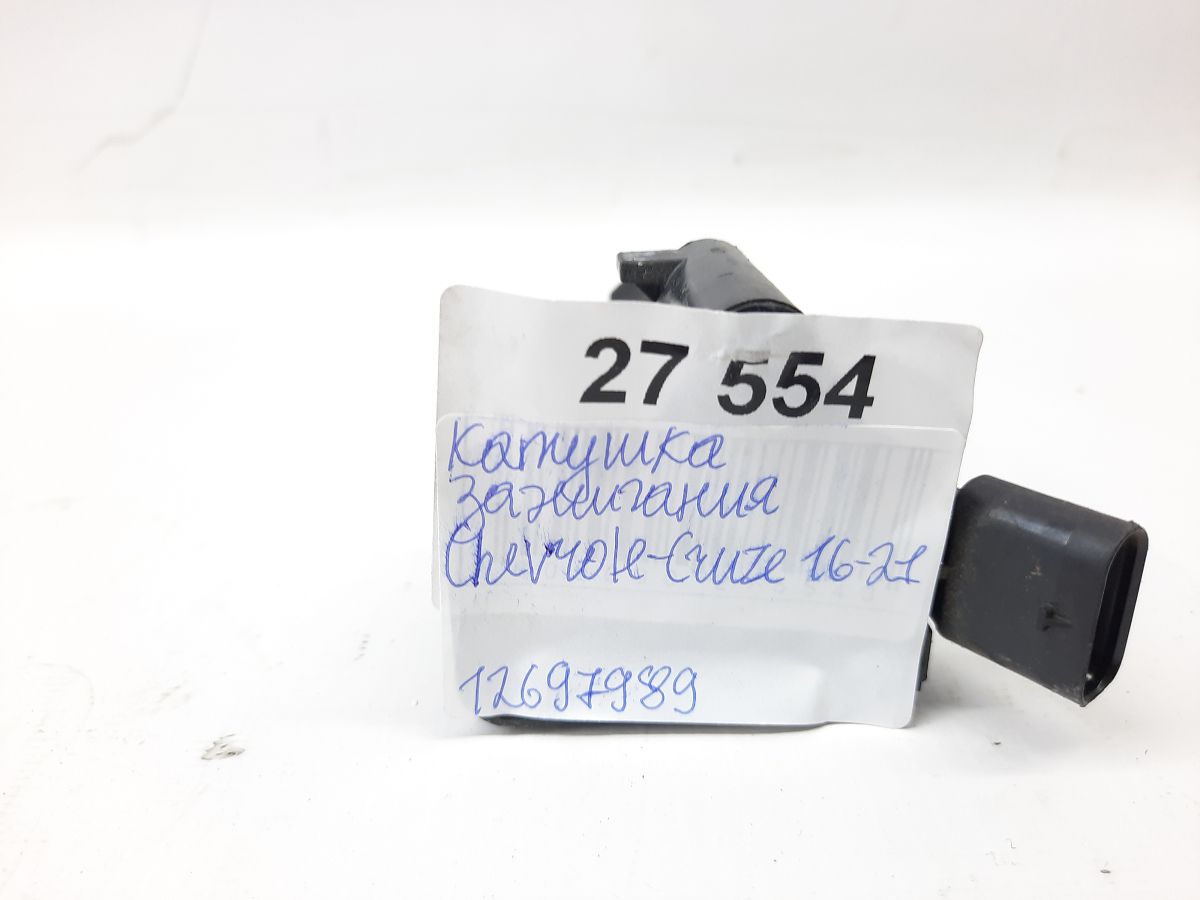 27 554
Катушка
зажигания
Chevrole-Cruze 16-21
12697989